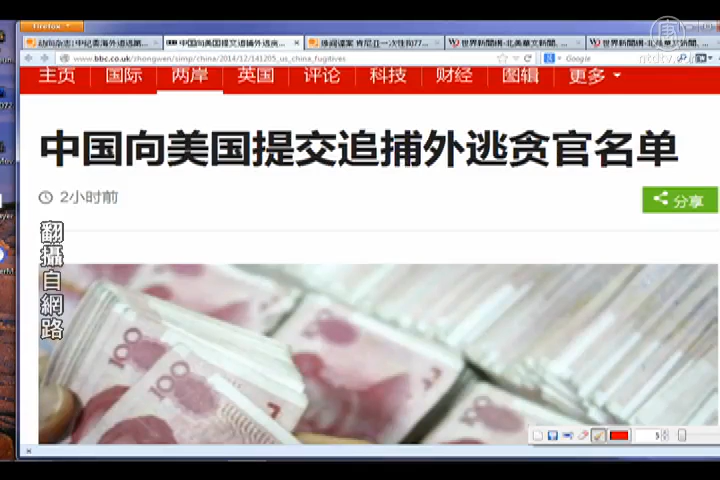 Firefox
中国向美国提交追捕外逃贪...
www.bbc.co.uk/zhongwen/simp/china/2014/12/141205_us_china_fugitives
Google
主页 国际 两岸 英国 评论 科技 财经 图辑 更多
中国向美国提交追捕外逃贪官名单
2小时前
分享
翻攝自網路
100
100